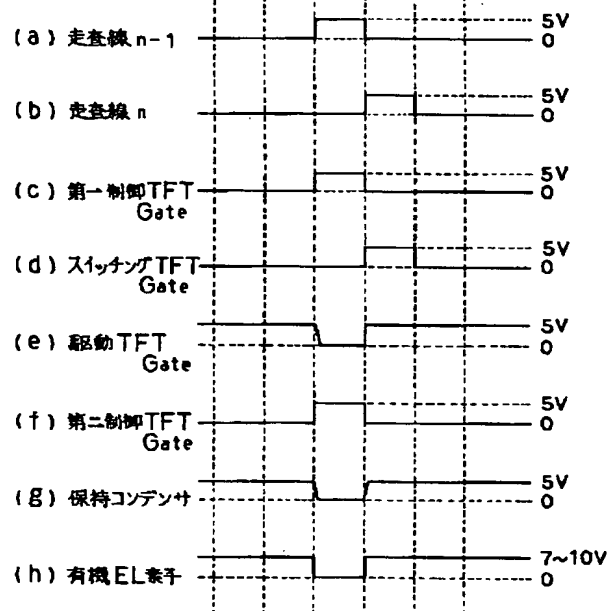 (a) 走査線 n-1
5V
0
(b) 走査線 n
5V
0
(c) 第一制御TFT
Gate
5V
0
(d) スイッチングTFT
Gate
5V
0
(e) 駆動TFT
Gate
5V
0
(f) 第二制御TFT
Gate
5V
0
(g) 保持コンデンサ
5V
0
(h) 有機EL素子
7~10V
0